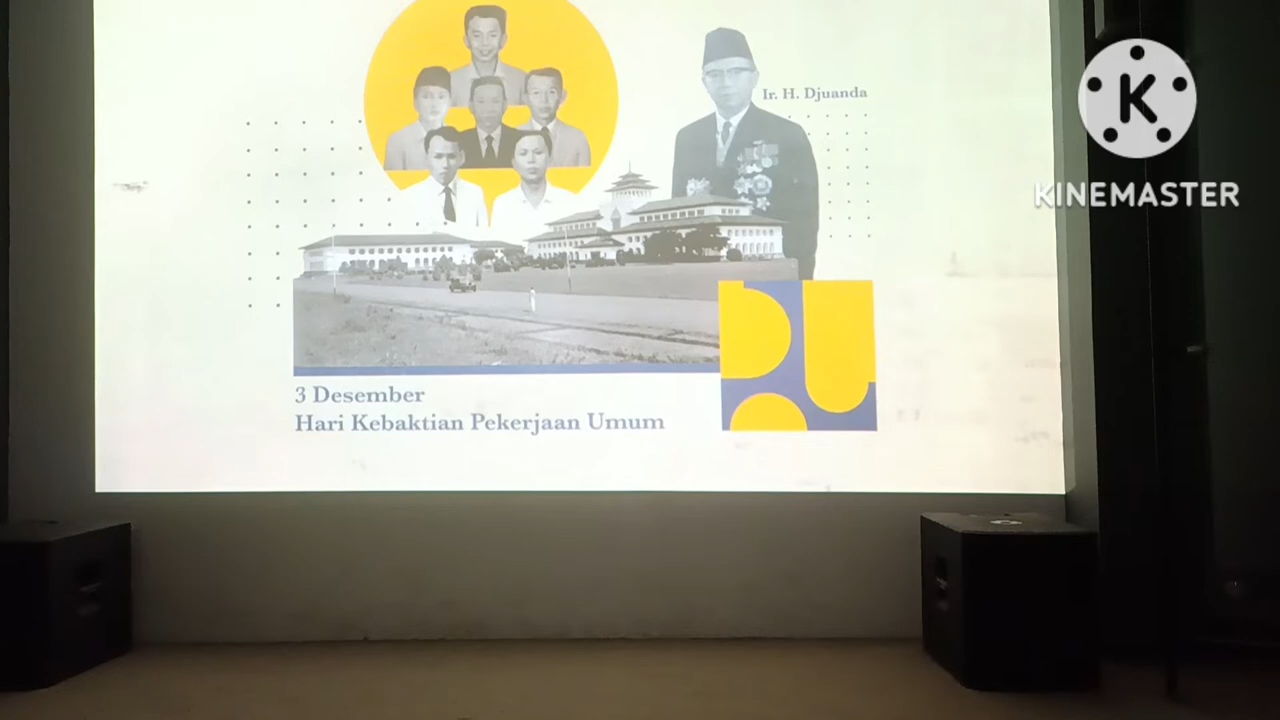 Ir. H. Djuanda
K
KINEMASTER
3 Desember
Hari Kebaktian Pekerjaan Umum